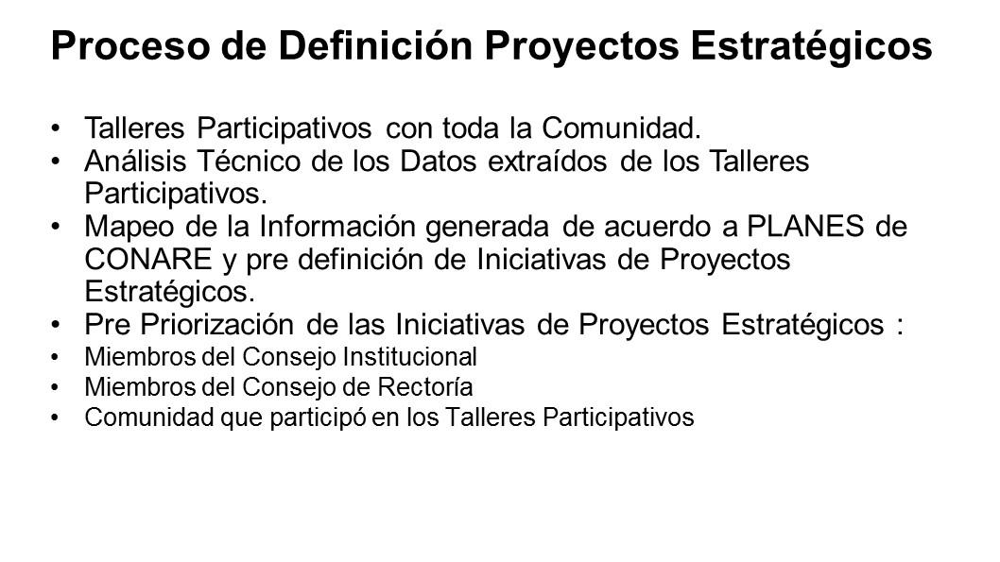 Proceso de Definición Proyectos Estratégicos
• Talleres Participativos con toda la Comunidad.
• Análisis Técnico de los Datos extraídos de los Talleres
Participativos.
• Mapeo de la Información generada de acuerdo a PLANES de
CONARE y pre definición de Iniciativas de Proyectos
Estratégicos.
• Pre Priorización de las Iniciativas de Proyectos Estratégicos :
• Miembros del Consejo Institucional
• Miembros del Consejo de Rectoría
• Comunidad que participó en los Talleres Participativos